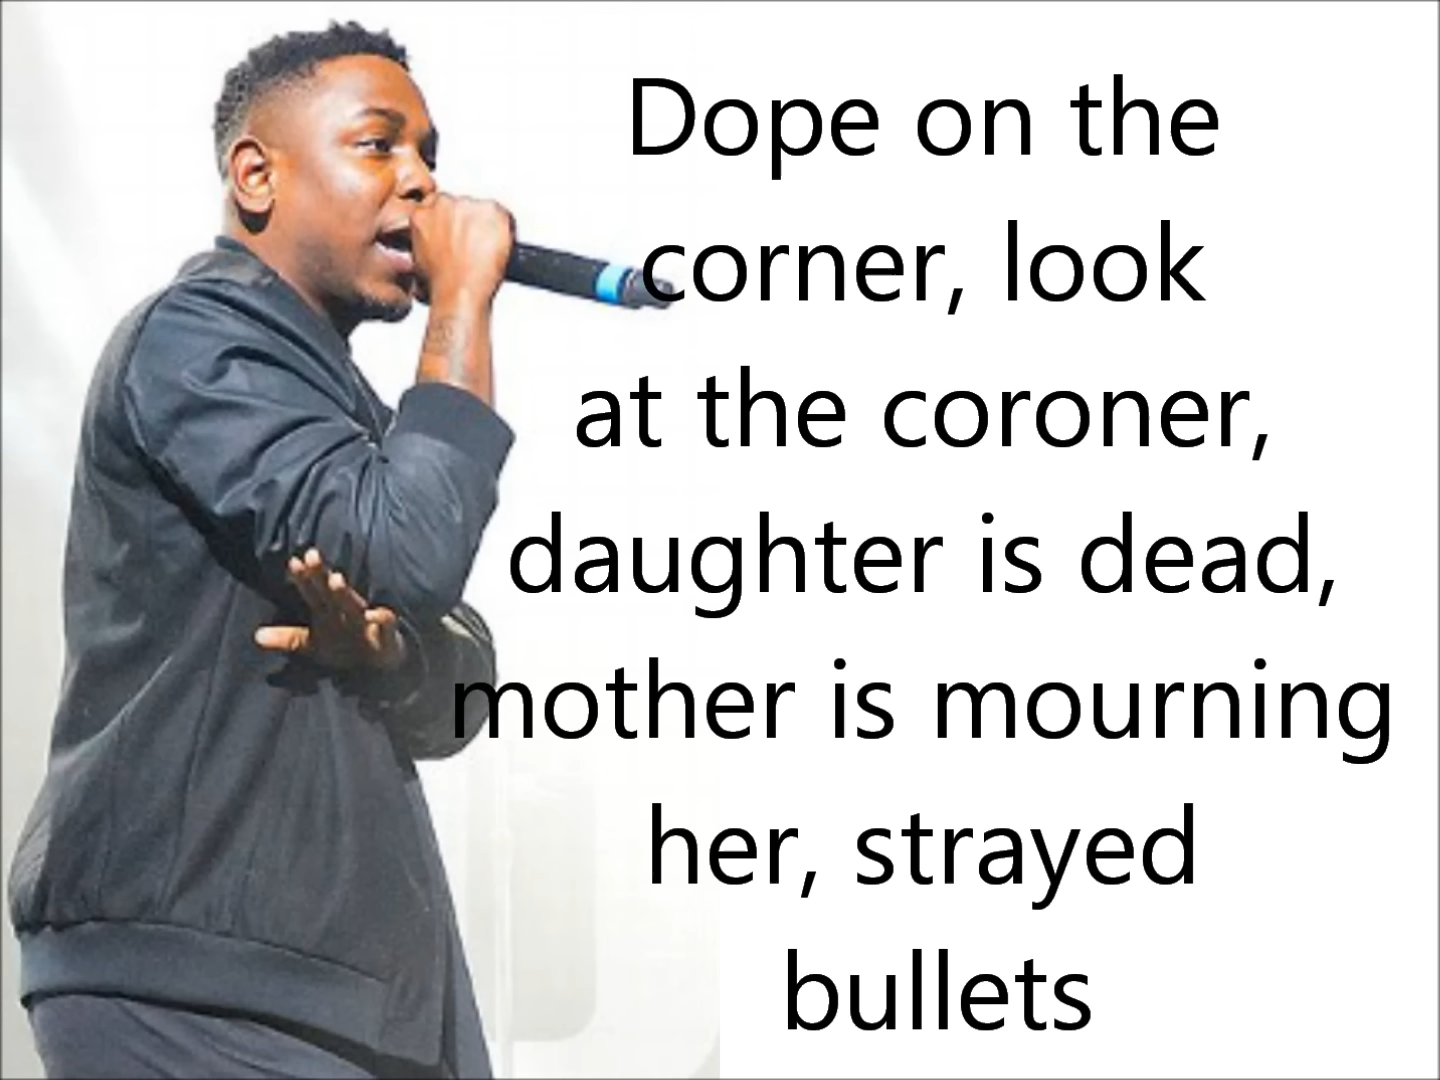 Dope on the
corner, look
at the coroner,
daughter is dead,
mother is mourning
her, strayed
bullets